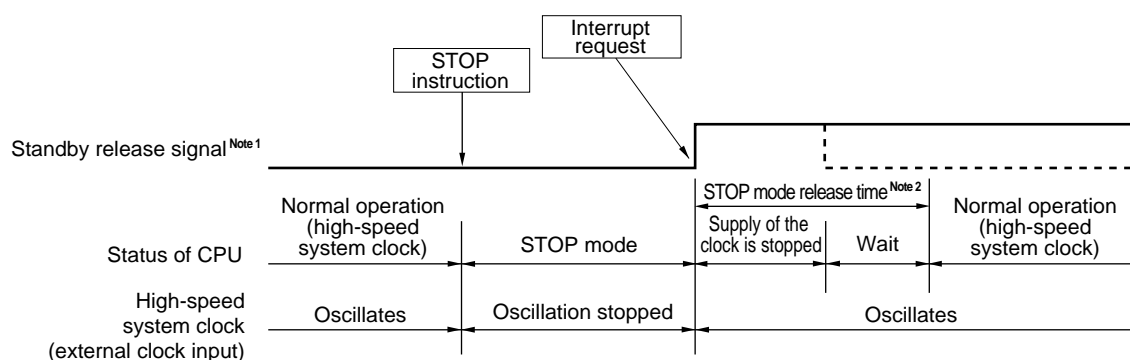 Interrupt
request
STOP
instruction
Standby release signal Note 1
STOP mode release time Note 2
Normal operation
(high-speed
system clock)
Supply of the
clock is stopped
Normal operation
(high-speed
system clock)
Status of CPU
STOP mode
Wait
High-speed
system clock
(external clock input)
Oscillates
Oscillation stopped
Oscillates